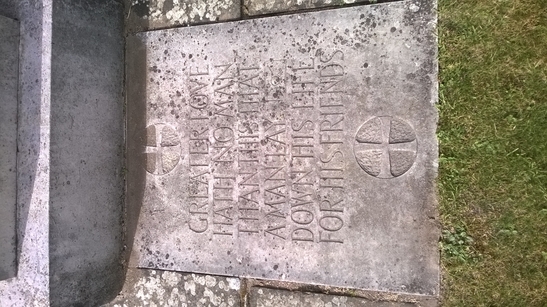 GREATER LOVE
HATH NO MAN
THAN THIS THAT
A MAN LAY
DOWN HIS LIFE
FOR HIS FRIENDS